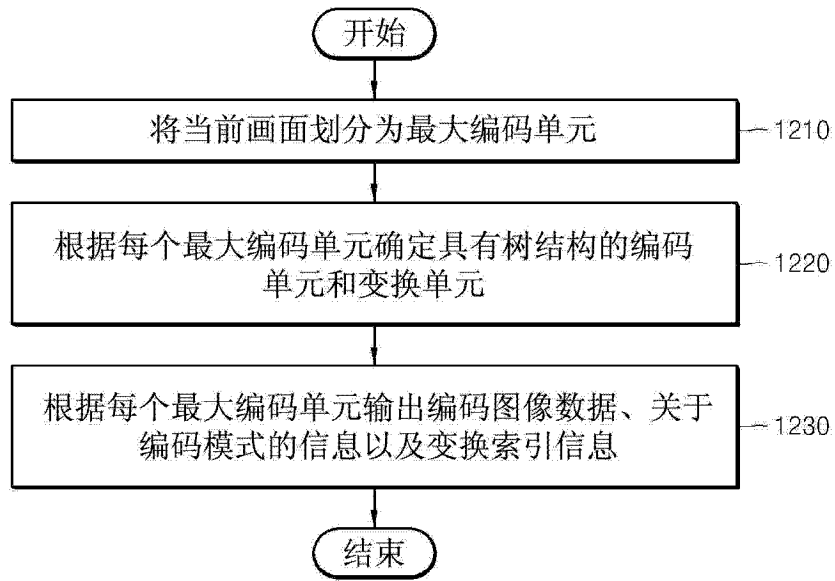 开始
将当前画面划分为最大编码单元
1210
根据每个最大编码单元确定具有树结构的编码
单元和变换单元
1220
根据每个最大编码单元输出编码图像数据、关于
编码模式的信息以及变换索引信息
1230
结束